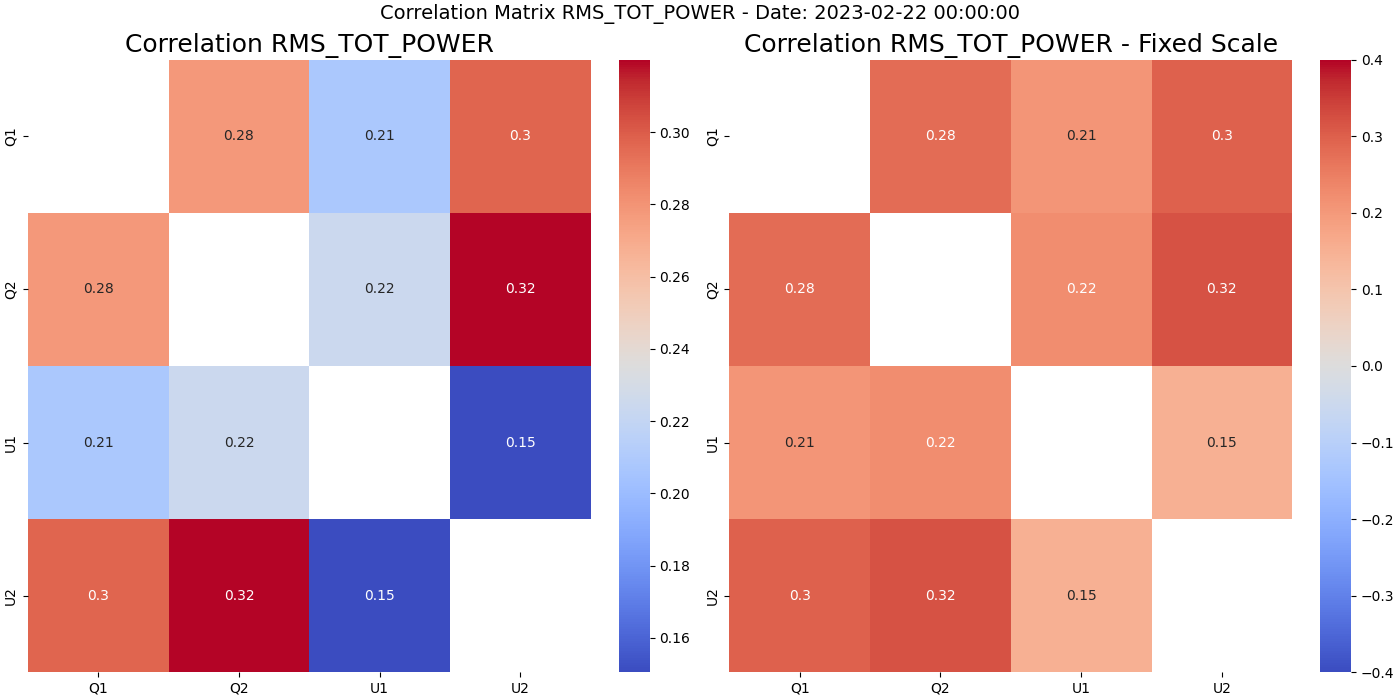 Correlation Matrix RMS_TOT_POWER - Date: 2023-02-22 00:00:00
Correlation RMS_TOT_POWER
Q1
0.28
0.21
0.3
Q2
0.28
0.22
0.32
U1
0.21
0.22
0.15
U2
0.3
0.32
0.15
Q1
Q2
U1
U2
0.30
0.28
0.26
0.24
0.22
0.20
0.18
0.16
Correlation RMS_TOT_POWER - Fixed Scale
Q1
0.28
0.21
0.3
Q2
0.28
0.22
0.32
U1
0.21
0.22
0.15
U2
0.3
0.32
0.15
Q1
Q2
U1
U2
0.4
0.3
0.2
0.1
0.0
−0.1
−0.2
−0.3
−0.4